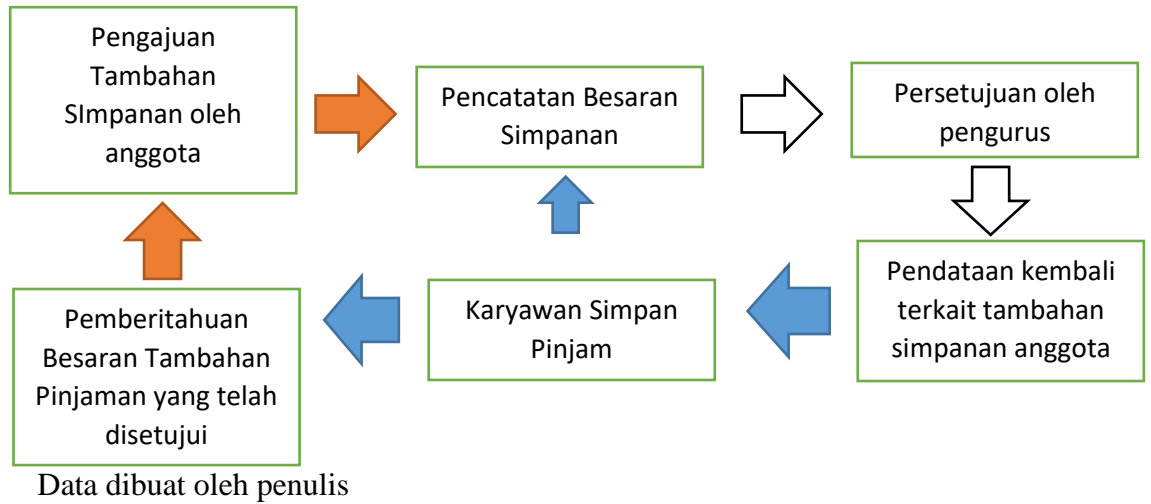 Pengajuan
Tambahan
SImpanan oleh
anggota
Pencatatan Besaran
Simpanan
Persetujuan oleh
pengurus
Pemberitahuan
Besaran Tambahan
Pinjaman yang telah
disetujui
Karyawan Simpan
Pinjam
Pendataan kembali
terkait tambahan
simpanan anggota
Data dibuat oleh penulis